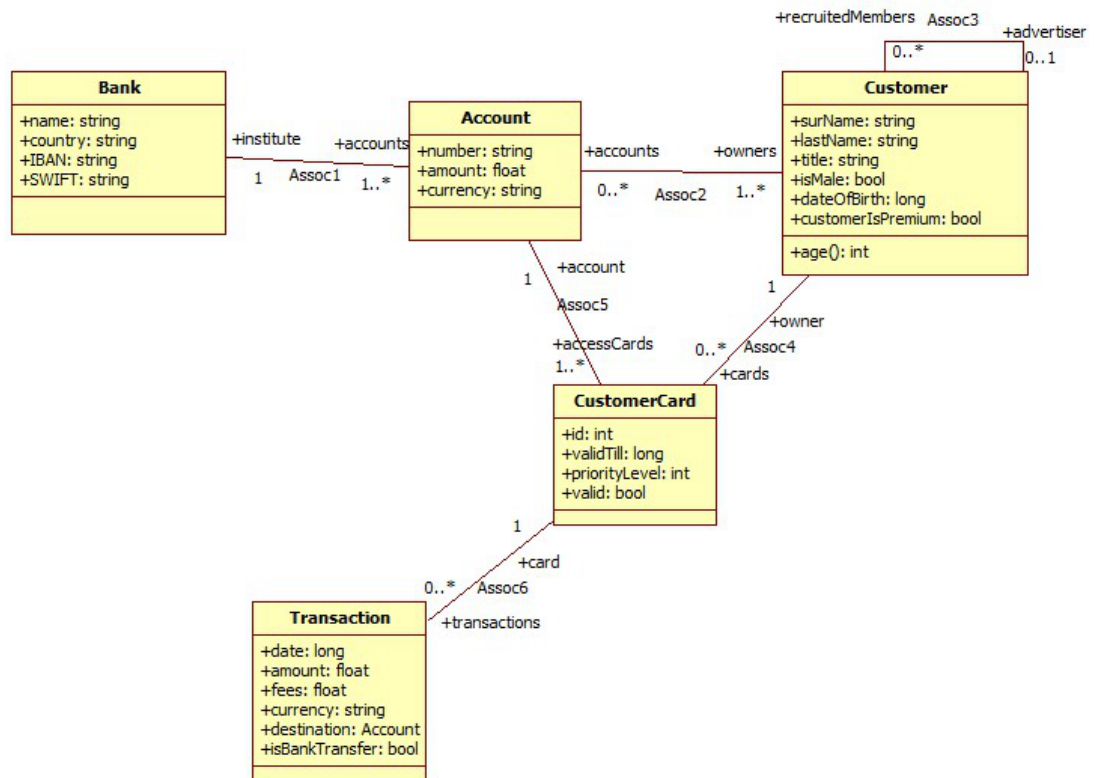 +recruitedMembers
Assoc3
+advertiser
0..*
0..1
Bank
+name: string
+country: string
+IBAN: string
+SWIFT: string
+institute
+accounts
1
Assoc1
1..*
Account
+number: string
+amount: float
+currency: string
+accounts
+owners
0..*
Assoc2
1..*
Customer
+surName: string
+lastName: string
+title: string
+isMale: bool
+dateOfBirth: long
+customerIsPremium: bool
+age(): int
1
+account
Assoc5
+accessCards
1..*
1
+owner
0..*
Assoc4
+cards
CustomerCard
+id: int
+validTill: long
+priorityLevel: int
+valid: bool
1
+card
0..*
Assoc6
+transactions
Transaction
+date: long
+amount: float
+fees: float
+currency: string
+destination: Account
+isBankTransfer: bool